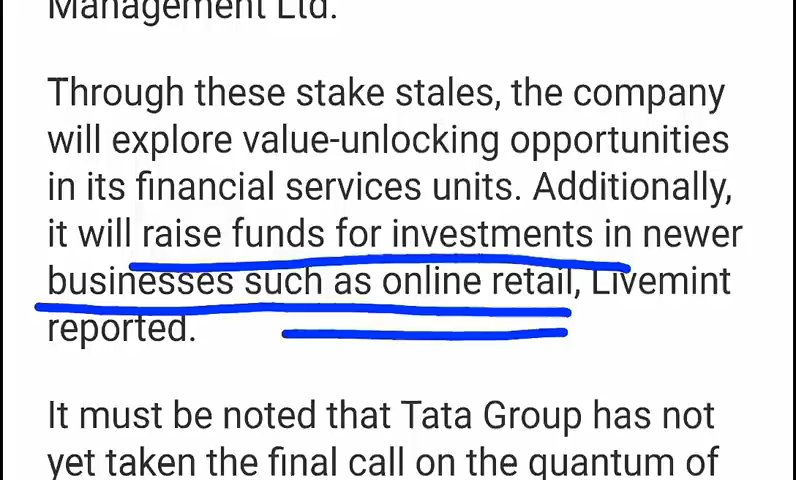 Management Ltd.
Through these stake stales, the company
will explore value-unlocking opportunities
in its financial services units. Additionally,
it will raise funds for investments in newer
businesses such as online retail, Livemint
reported.
It must be noted that Tata Group has not
yet taken the final call on the quantum of